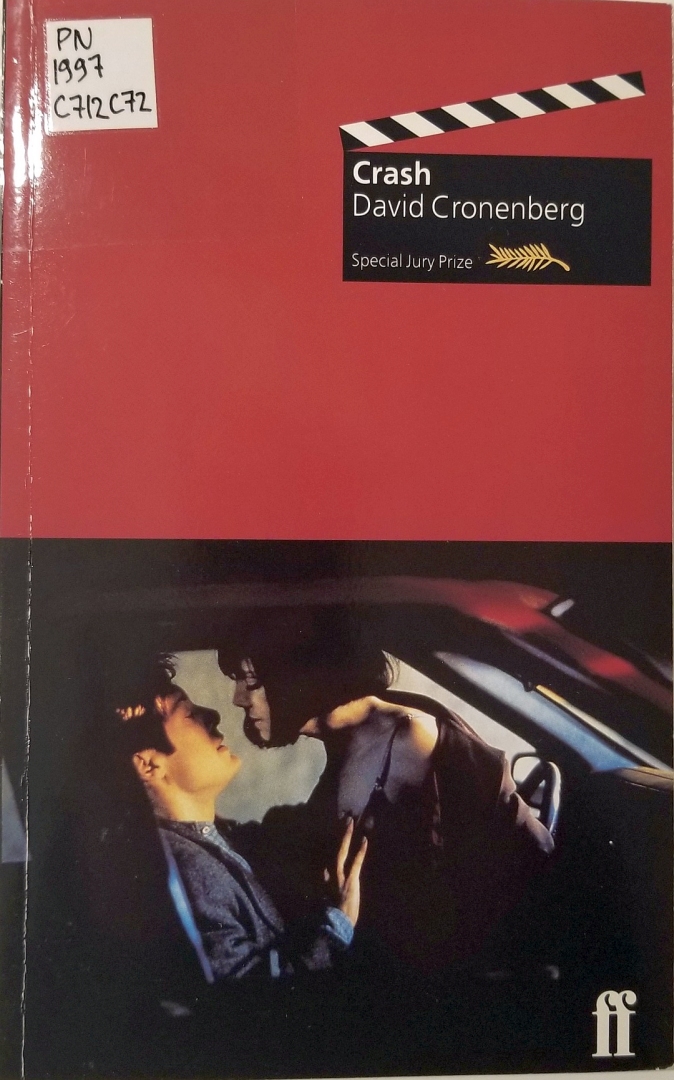 PN
1997
C712C72
Crash
David Cronenberg
Special Jury Prize
ff